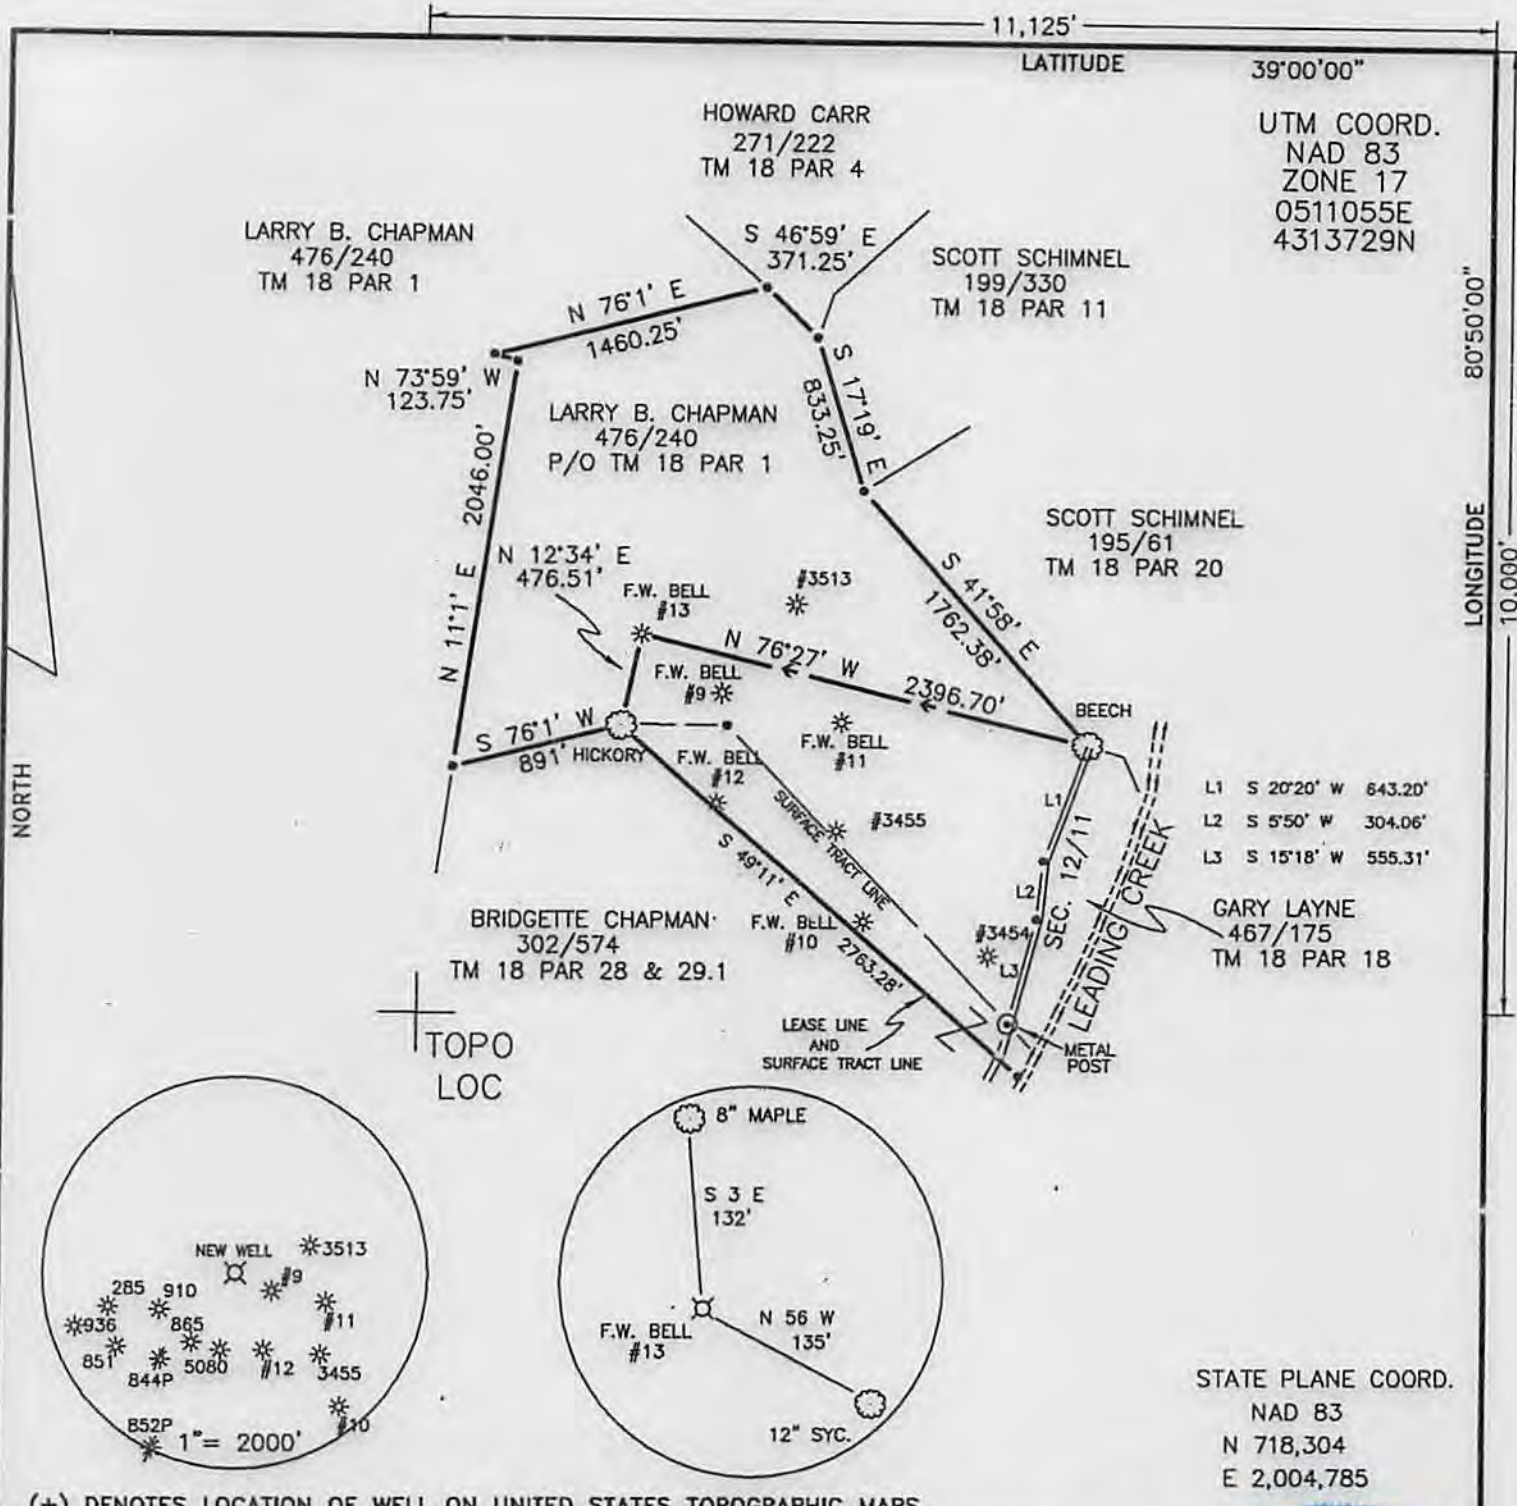 11,125'
LATITUDE 39°00'00"
HOWARD CARR
271/222
TM 18 PAR 4
UTM COORD.
NAD 83
ZONE 17
0511055E
4313729N
LARRY B. CHAPMAN
476/240
TM 18 PAR 1
S 46°59' E
371.25'
SCOTT SCHIMNEL
199/330
TM 18 PAR 11
80°50'00"
LONGITUDE
10,000'
N 76°1' E
1460.25'
N 73°59' W
123.75'
S 17°19' E
833.25'
LARRY B. CHAPMAN
476/240
P/O TM 18 PAR 1
N 11°1' E 2046.00'
SCOTT SCHIMNEL
195/61
TM 18 PAR 20
N 12°34' E
476.51'
S 41°58' E
1762.38'
F.W. BELL
#13
#3513
N 76°27' W 2396.70'
F.W. BELL
#9
BEECH
S 76°1' W
891'
HICKORY
F.W. BELL
#12
F.W. BELL
#11
NORTH
#3455
SURFACE TRACT LINE
S 49°11' E 2763.28'
L1
L2
L3
SEC. 12/11
LEADING CREEK
L1 S 20°20' W 643.20'
L2 S 5°50' W 304.06'
L3 S 15°18' W 555.31'
GARY LAYNE
467/175
TM 18 PAR 18
BRIDGETTE CHAPMAN
302/574
TM 18 PAR 28 & 29.1
F.W. BELL
#10
#3454
LEASE LINE
AND
SURFACE TRACT LINE
METAL
POST
TOPO
LOC
8" MAPLE
S 3 E
132'
F.W. BELL
#13
N 56 W
135'
12" SYC.
NEW WELL
3513
#9
285
910
#11
936
865
851
844P
5080
#12
3455
#10
852P
1"= 2000'
STATE PLANE COORD.
NAD 83
N 718,304
E 2,004,785
(+) DENOTES LOCATION OF WELL ON UNITED STATES TOPOGRAPHIC MAPS